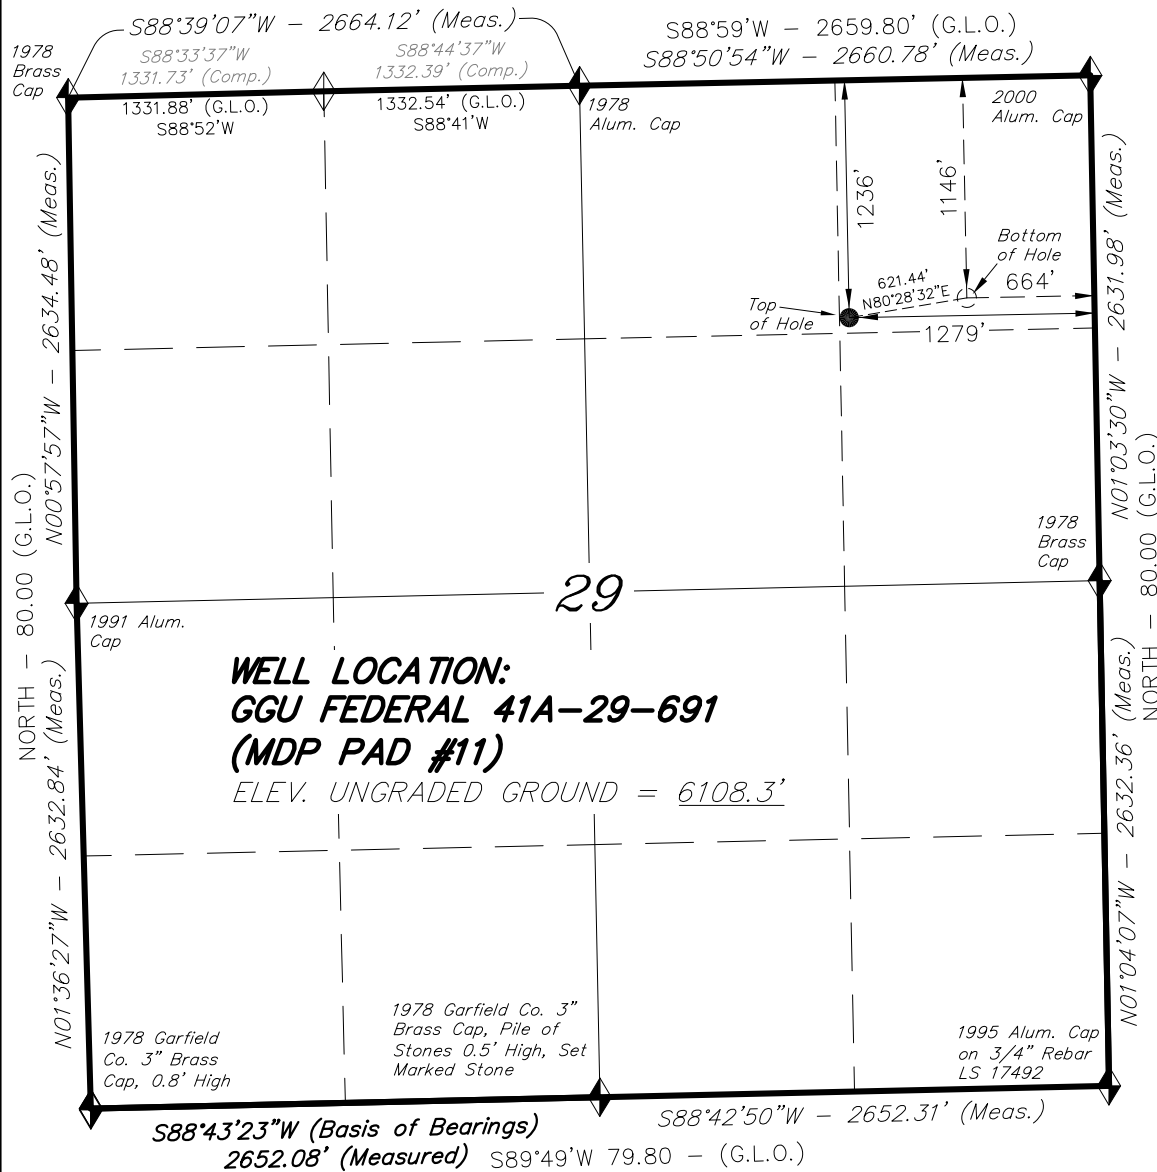 S88°39'07"W - 2664.12' (Meas.)
S88°59'W - 2659.80' (G.L.O.)
S88°50'54"W - 2660.78' (Meas.)
1978
Brass
Cap
S88°33'37"W
1331.73' (Comp.)
S88°44'37"W
1332.39' (Comp.)
1331.88' (G.L.O.)
S88°52'W
1332.54' (G.L.O.)
S88°41'W
1978
Alum. Cap
2000
Alum. Cap
N00°57'57"W - 2634.48' (Meas.)
1236'
1146'
N01°03'30"W - 2631.98' (Meas.)
Bottom
of Hole
621.44'
N80°28'32"E
664'
Top
of Hole
1279'
NORTH - 80.00 (G.L.O.)
NORTH - 80.00 (G.L.O.)
1978
Brass
Cap
29
1991 Alum.
Cap
WELL LOCATION:
GGU FEDERAL 41A-29-691
(MDP PAD #11)
ELEV. UNGRADED GROUND = 6108.3'
N01°36'27"W - 2632.84' (Meas.)
N01°04'07"W - 2632.36' (Meas.)
1978 Garfield
Co. 3" Brass
Cap, 0.8' High
1978 Garfield Co. 3"
Brass Cap, Pile of
Stones 0.5' High, Set
Marked Stone
1995 Alum. Cap
on 3/4" Rebar
LS 17492
S88°43'23"W (Basis of Bearings)
2652.08' (Measured)
S88°42'50"W - 2652.31' (Meas.)
S89°49'W 79.80 - (G.L.O.)